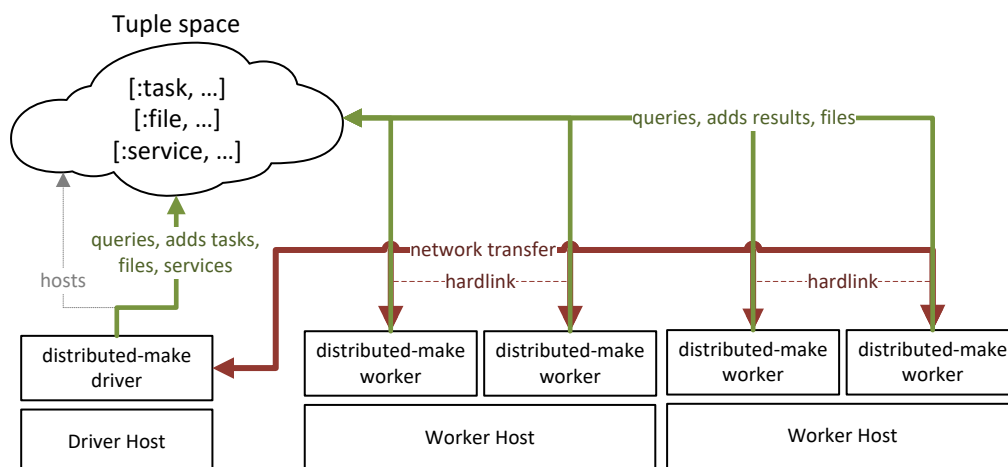 Tuple space
[:task, ...]
[:file, ...]
[:service, ...]
queries, adds results, files
queries, adds tasks,
files, services
network transfer
hosts
hardlink
hardlink
distributed-make
driver
distributed-make
worker
distributed-make
worker
distributed-make
worker
distributed-make
worker
Driver Host
Worker Host
Worker Host